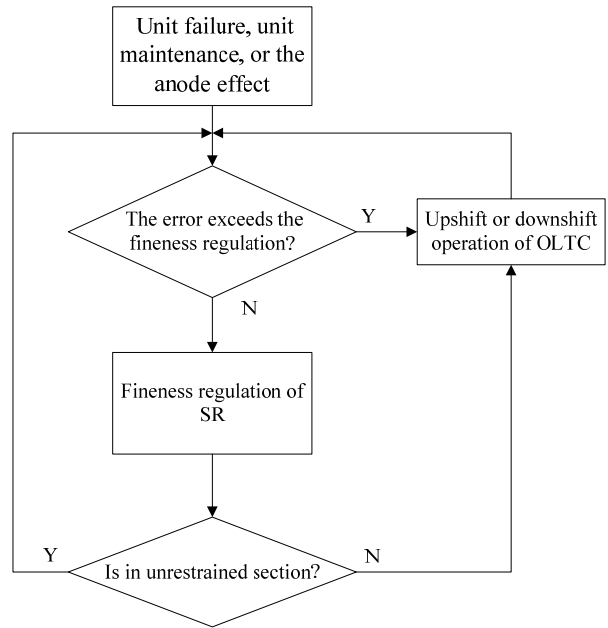 Unit failure, unit
maintenance, or the
anode effect
The error exceeds the
fineness regulation?
Y
Upshift or downshift
operation of OLTC
N
Fineness regulation of
SR
Y
Is in unrestrained section?
N